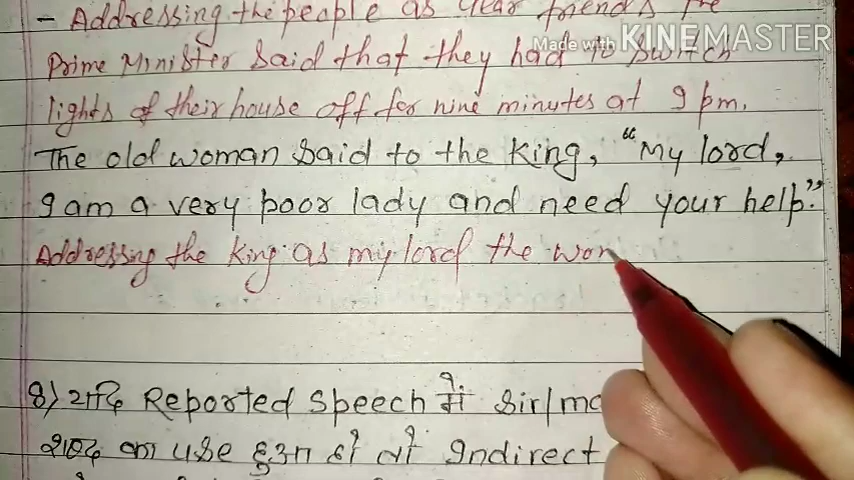 - Addressing the people as dear friends the
Made with KINEMASTER
Prime Minister said that they had to switch
lights of their house off for nine minutes at 9 pm.
The old woman said to the king, "My lord,
I am a very poor lady and need your help."
Addressing the king as my lord the wom
8) यदि Reported speech में Sir/ma
शब्द का use हुआ हो तो Indirect